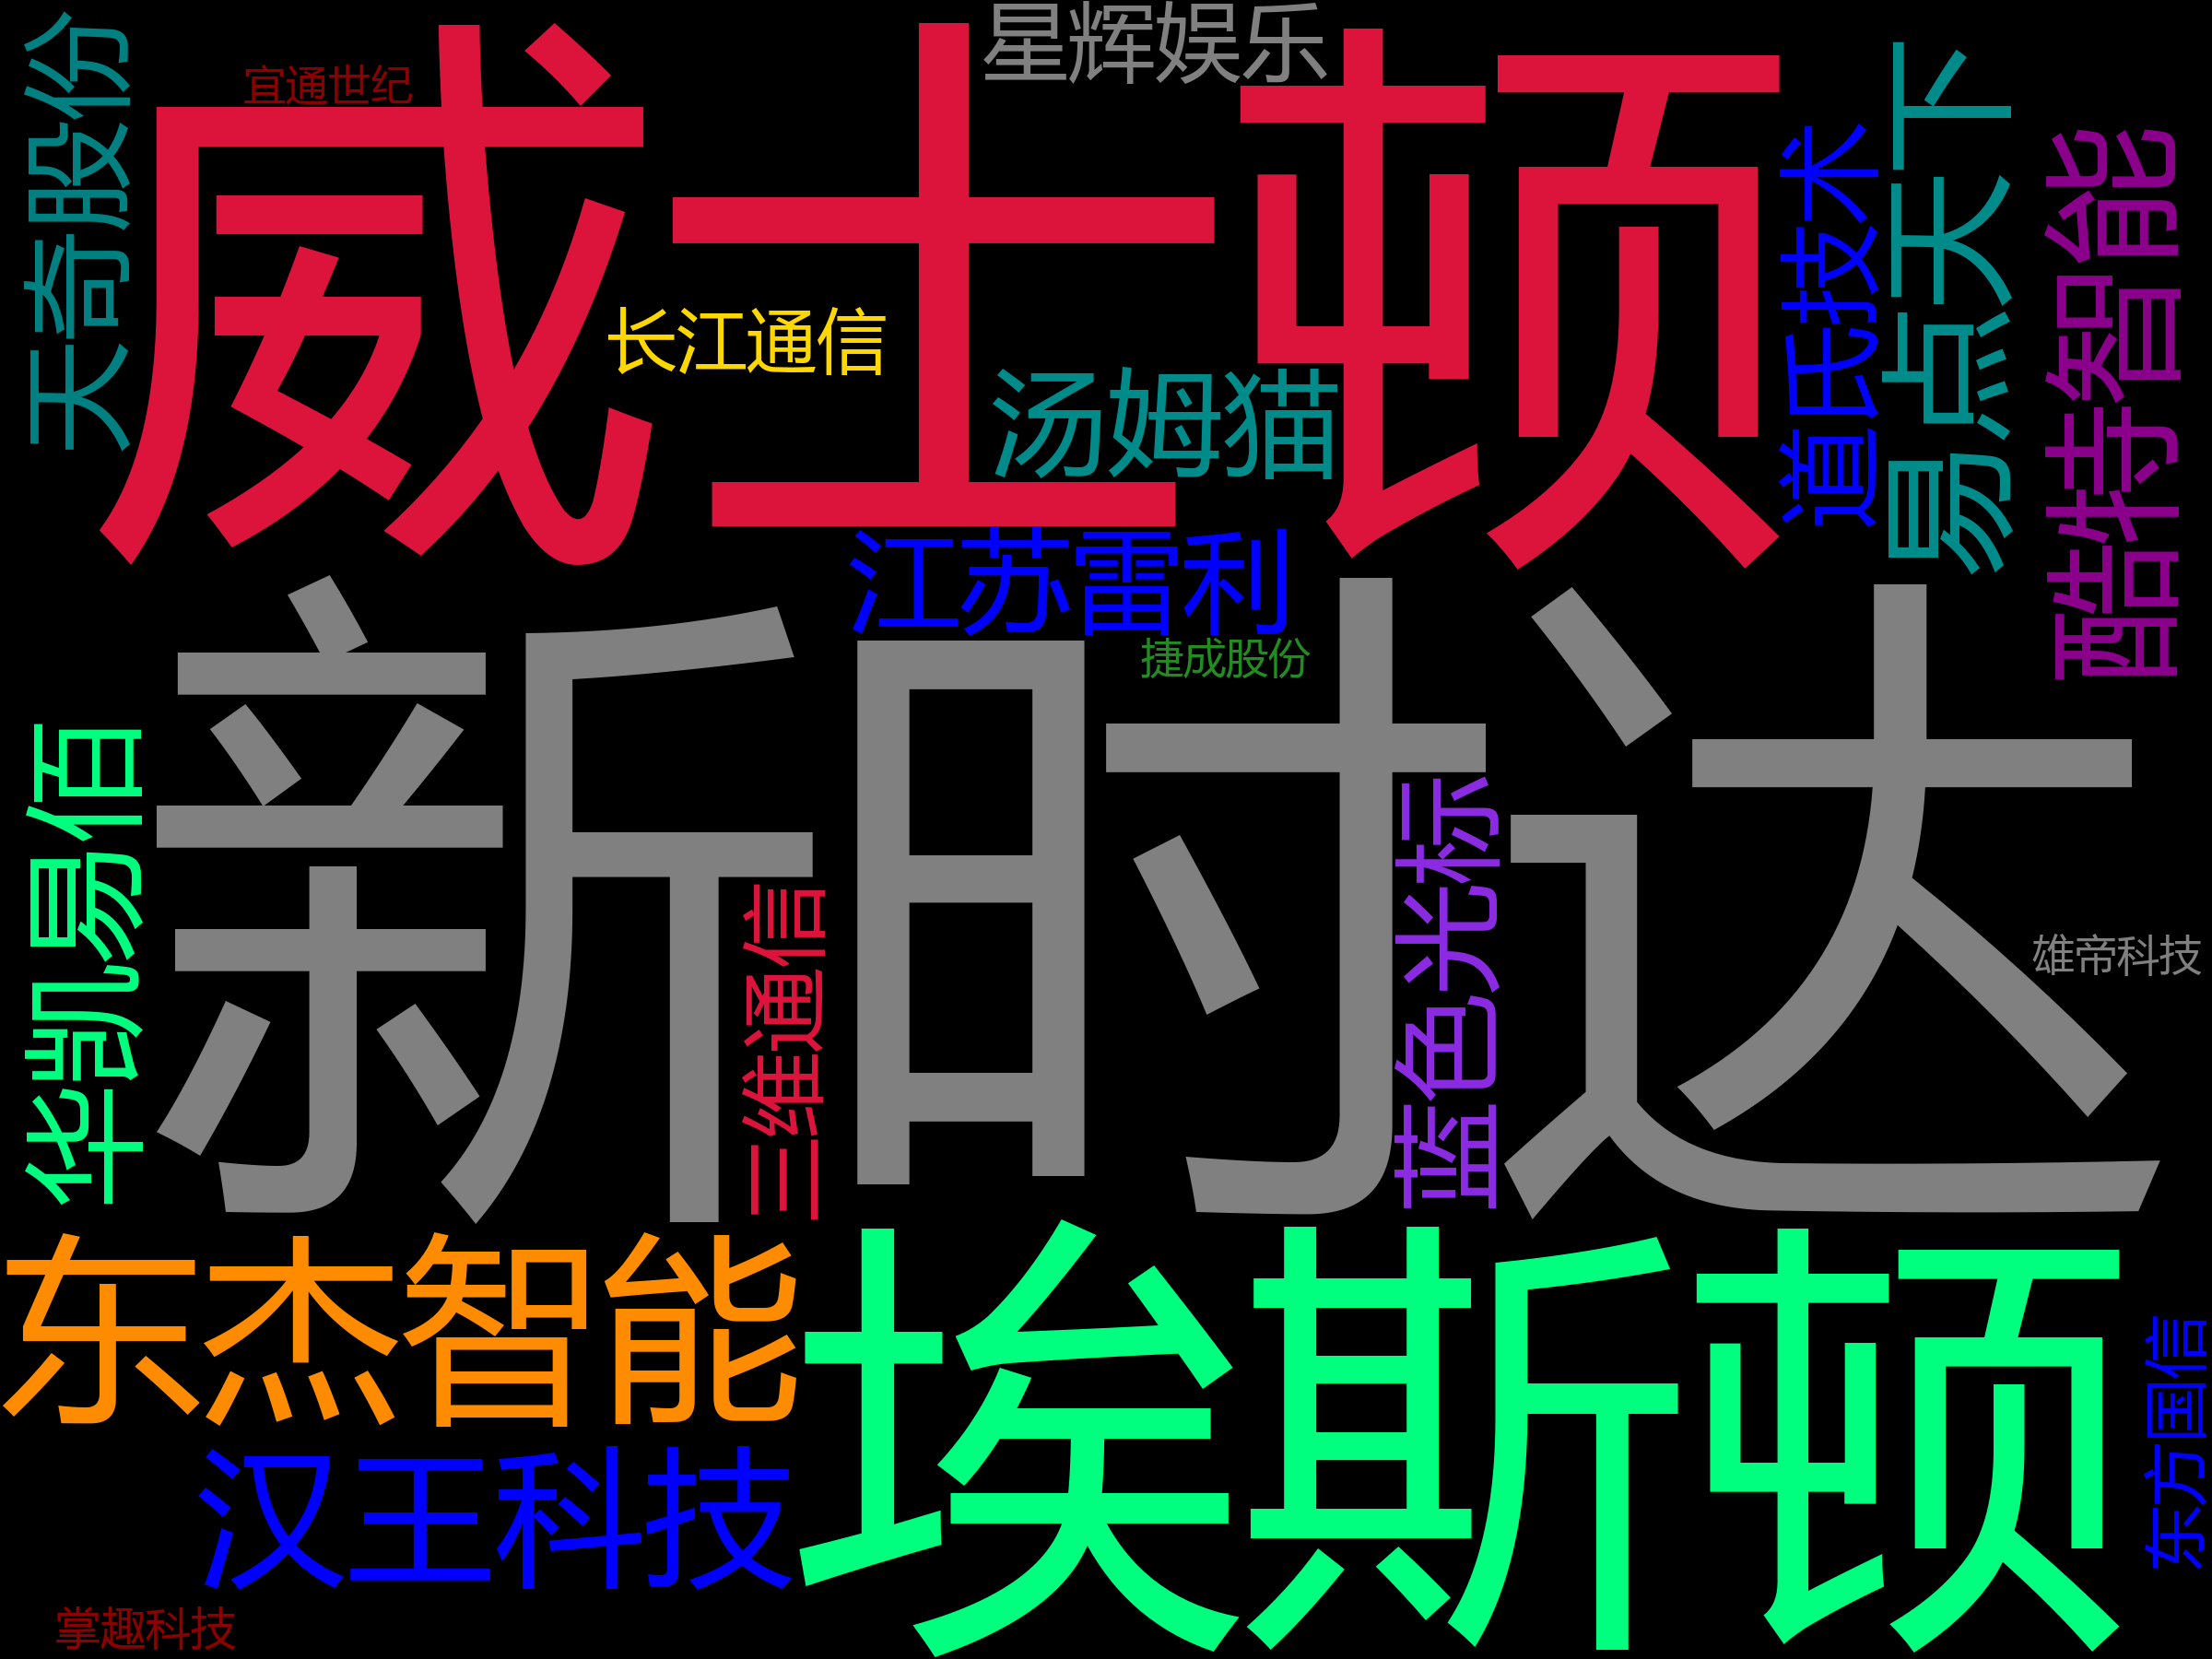 星辉娱乐
宜通世纪
天奇股份
威士顿
道氏技术
易点天下
酷特智能
长江通信
汤姆猫
江苏雷利
捷成股份
新时达
华凯易佰
三维通信
蓝色光标
维帝科技
东杰智能
埃斯顿
东方国信
汉王科技
掌趣科技